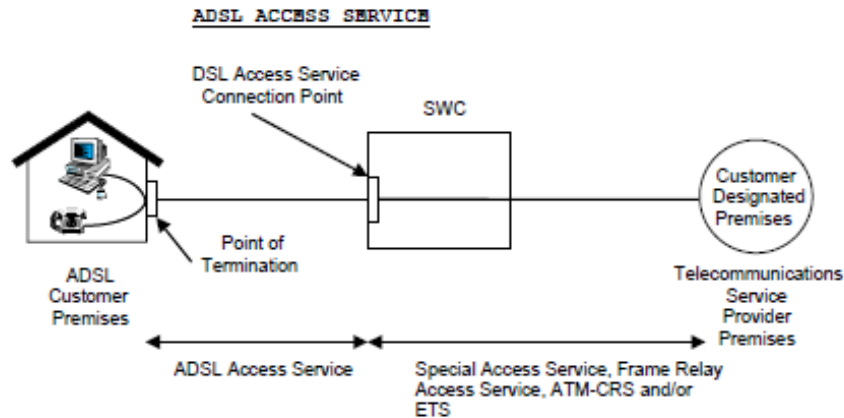 ADSL ACCESS SERVICE
DSL Access Service
Connection Point
SWC
Customer
Designated
Premises
Point of
Termination
ADSL
Customer
Premises
Telecommunications
Service
Provider
Premises
ADSL Access Service
Special Access Service, Frame Relay
Access Service, ATM-CRS and/or
ETS